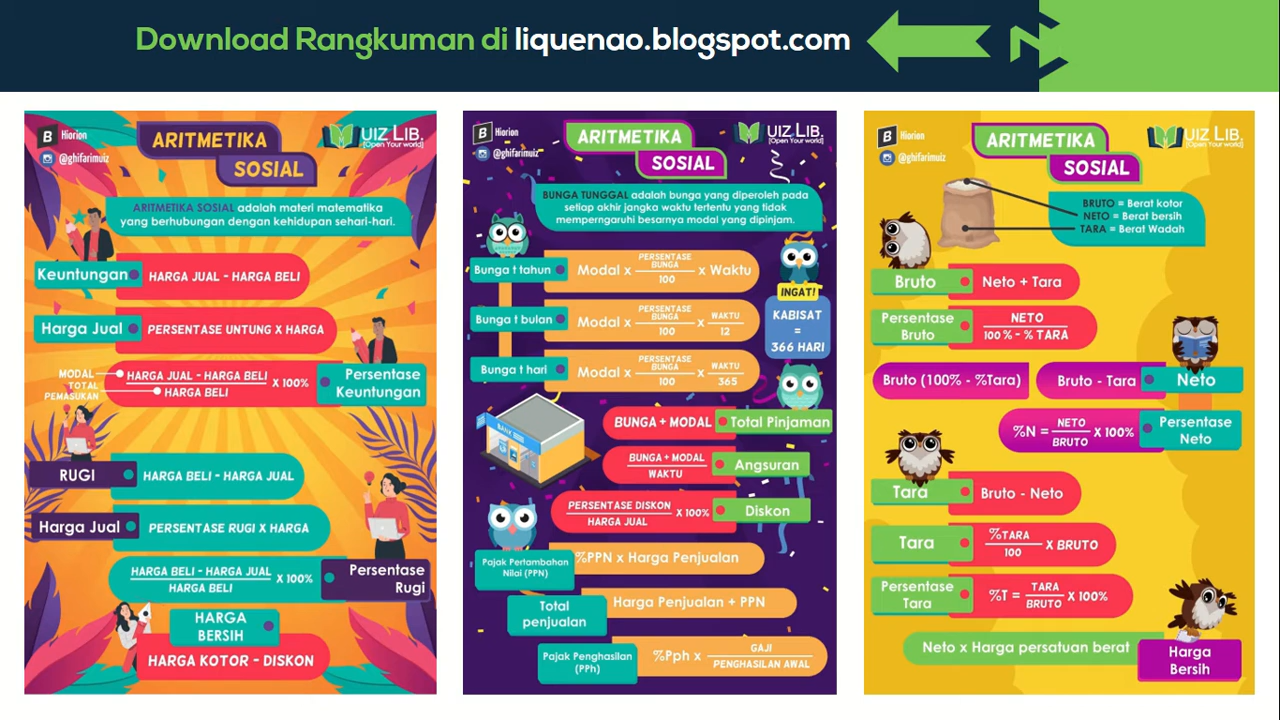 Download Rangkuman di liquenao.blogspot.com
B Hiorion
@ghifarimuiz
ARITMETIKA
SOSIAL
MUIZ LIB.
[Open Your world]
ARITMETIKA SOSIAL adalah materi matematika
yang berhubungan dengan kehidupan sehari-hari.
Keuntungan
HARGA JUAL - HARGA BELI
Harga Jual
PERSENTASE UNTUNG X HARGA
MODAL
TOTAL
PEMASUKAN
HARGA JUAL - HARGA BELI
HARGA BELI
X 100%
Persentase
Keuntungan
RUGI
HARGA BELI - HARGA JUAL
Harga Jual
PERSENTASE RUGI X HARGA
HARGA BELI - HARGA JUAL
HARGA BELI
X 100%
Persentase
Rugi
HARGA
BERSIH
HARGA KOTOR - DISKON
B Hiorion
@ghifarimuiz
ARITMETIKA
SOSIAL
MUIZ LIB.
[Open Your world]
BUNGA TUNGGAL adalah bunga yang diperoleh pada
setiap akhir jangka waktu tertentu yang tidak
memperngaruhi besarnya modal yang dipinjam.
Bunga t tahun
Modal x
PERSENTASE
BUNGA
100
x Waktu
Bunga t bulan
Modal x
PERSENTASE
BUNGA
100
x
WAKTU
12
Bunga t hari
Modal x
PERSENTASE
BUNGA
100
x
WAKTU
365
INGAT!
KABISAT
=
366 HARI
BANK
BUNGA + MODAL
Total Pinjaman
BUNGA + MODAL
WAKTU
Angsuran
PERSENTASE DISKON
HARGA JUAL
X 100%
Diskon
Pajak Pertambahan
Nilai (PPN)
%PPN x Harga Penjualan
Total
penjualan
Harga Penjualan + PPN
Pajak Penghasilan
(PPh)
%Pph x
GAJI
PENGHASILAN AWAL
B Hiorion
@ghifarimuiz
ARITMETIKA
SOSIAL
MUIZ LIB.
[Open Your world]
BRUTO = Berat kotor
NETO = Berat bersih
TARA = Berat Wadah
Bruto
Neto + Tara
Persentase
Bruto
NETO
100% - % TARA
Bruto (100% - %Tara)
Bruto - Tara
Neto
%N =
NETO
BRUTO
X 100%
Persentase
Neto
Tara
Bruto - Neto
Tara
%TARA
100
X BRUTO
Persentase
Tara
%T =
TARA
BRUTO
X 100%
Neto x Harga persatuan berat
Harga
Bersih